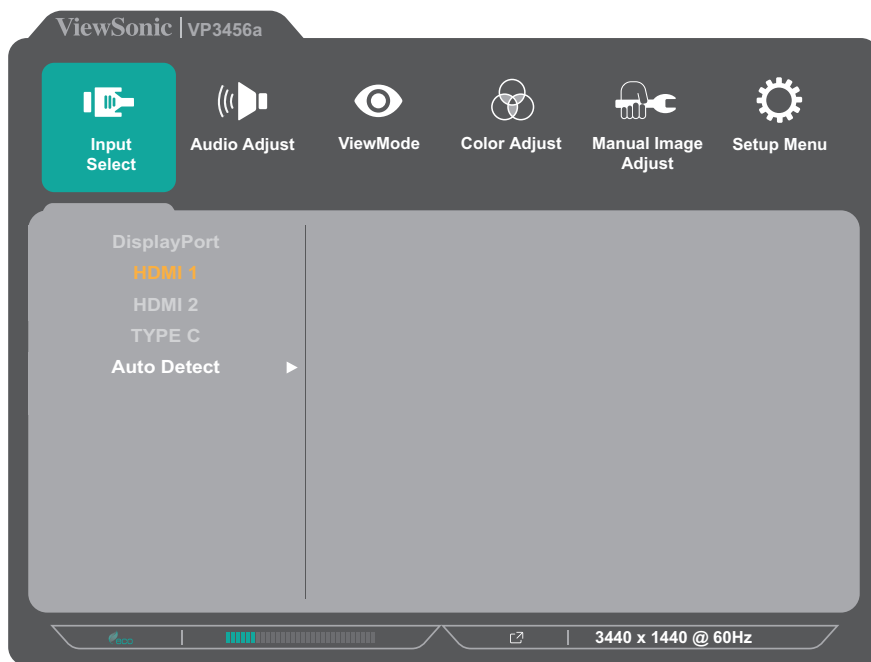 ViewSonic | VP3456a
Input Select
Audio Adjust
ViewMode
Color Adjust
Manual Image Adjust
Setup Menu
DisplayPort
HDMI 1
HDMI 2
TYPE C
Auto Detect
eco
3440 x 1440 @ 60Hz